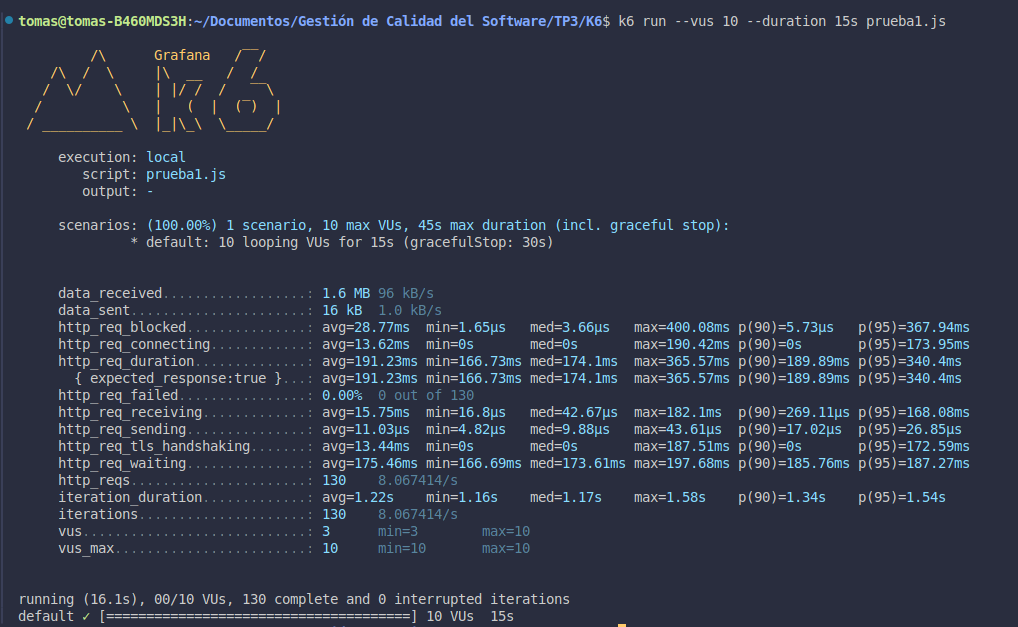 tomas@tomas-B460MDS3H:~/Documentos/Gestión de Calidad del Software/TP3/K6$ k6 run --vus 10 --duration 15s prueba1.js
         /\      Grafana   /‾‾/
    /\  /  \     |\  __   /  /
   /  \/    \    | |/ /  /   ‾‾\
  /          \   |   (  |  (‾)  |
 / __________ \  |_|\_\  \_____/
     execution: local
        script: prueba1.js
        output: -
     scenarios: (100.00%) 1 scenario, 10 max VUs, 45s max duration (incl. graceful stop):
              * default: 10 looping VUs for 15s (gracefulStop: 30s)
     data_received..................: 1.6 MB 96 kB/s
     data_sent......................: 16 kB  1.0 kB/s
     http_req_blocked...............: avg=28.77ms  min=1.65µs   med=3.66µs   max=400.08ms p(90)=5.73µs   p(95)=367.94ms
     http_req_connecting............: avg=13.62ms  min=0s       med=0s       max=190.42ms p(90)=0s       p(95)=173.95ms
     http_req_duration..............: avg=191.23ms min=166.73ms med=174.1ms  max=365.57ms p(90)=189.89ms p(95)=340.4ms
       { expected_response:true }...: avg=191.23ms min=166.73ms med=174.1ms  max=365.57ms p(90)=189.89ms p(95)=340.4ms
     http_req_failed................: 0.00%  0 out of 130
     http_req_receiving.............: avg=15.75ms  min=16.8µs   med=42.67µs  max=182.1ms  p(90)=269.11µs p(95)=168.08ms
     http_req_sending...............: avg=11.03µs  min=4.82µs   med=9.88µs   max=43.61µs  p(90)=17.02µs  p(95)=26.85µs
     http_req_tls_handshaking.......: avg=13.44ms  min=0s       med=0s       max=187.51ms p(90)=0s       p(95)=172.59ms
     http_req_waiting...............: avg=175.46ms min=166.69ms med=173.61ms max=197.68ms p(90)=185.76ms p(95)=187.27ms
     http_reqs......................: 130    8.067414/s
     iteration_duration.............: avg=1.22s    min=1.16s    med=1.17s    max=1.58s    p(90)=1.34s    p(95)=1.54s
     iterations.....................: 130    8.067414/s
     vus............................: 3      min=3        max=10
     vus_max........................: 10     min=10       max=10
running (16.1s), 00/10 VUs, 130 complete and 0 interrupted iterations
default ✓ [======================================] 10 VUs  15s